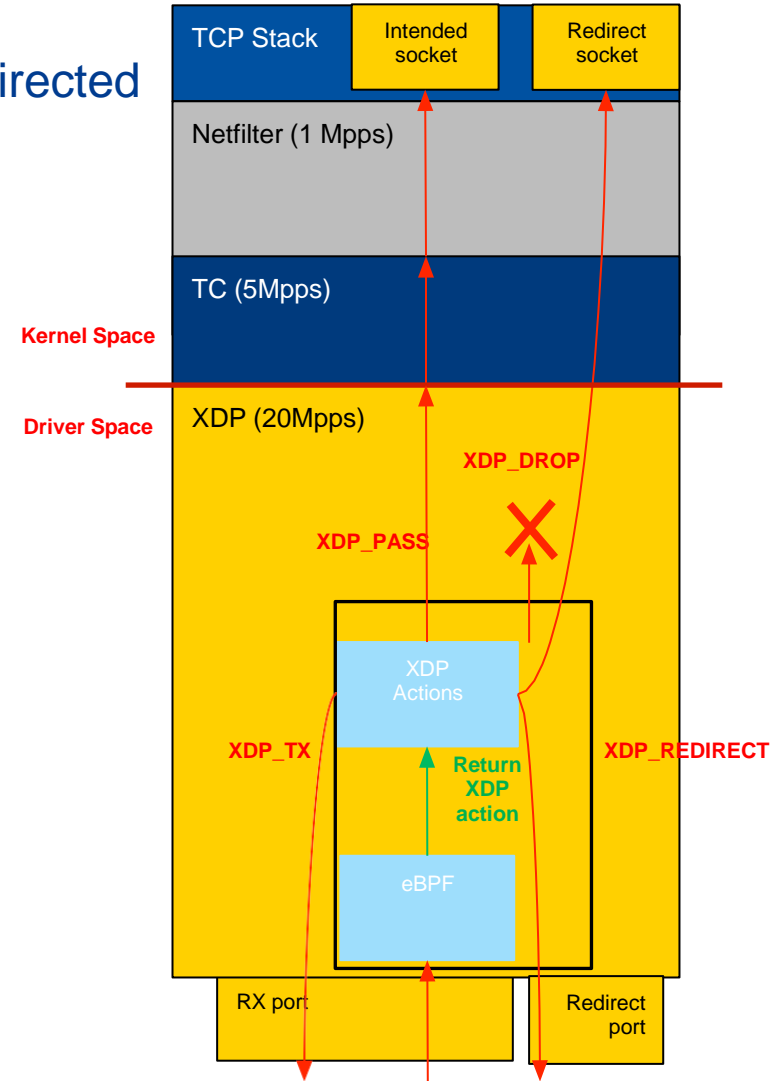 irected
TCP Stack
Intended
socket
Redirect
socket
Netfilter (1 Mpps)
TC (5Mpps)
Kernel Space
Driver Space
XDP (20Mpps)
XDP_DROP
XDP_PASS
XDP
Actions
XDP_TX
XDP_REDIRECT
Return
XDP
action
eBPF
RX port
Redirect
port